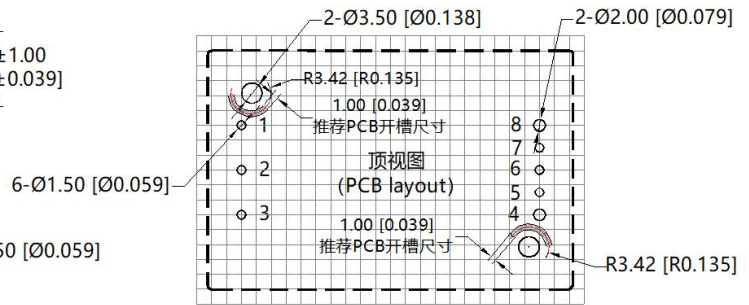 2-Ø3.50 [Ø0.138]
2-Ø2.00 [Ø0.079]
±1.00
±0.039]
R3.42 [R0.135]
1.00 [0.039]
推荐PCB开槽尺寸
1
8
7
顶视图
2
6
6-Ø1.50 [Ø0.059]
(PCB layout)
5
3
4
1.00 [0.039]
推荐PCB开槽尺寸
50 [Ø0.059]
R3.42 [R0.135]